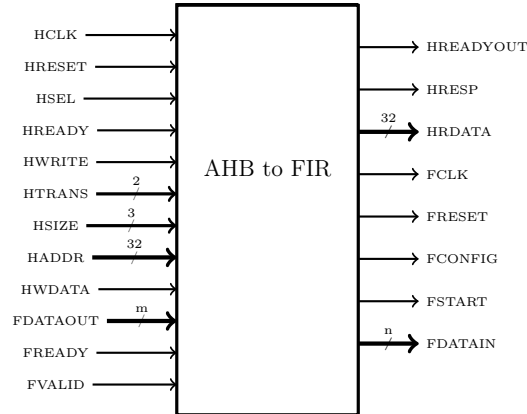 HCLK
HRESET
HSEL
HREADY
HWRITE
HTRANS 2
HSIZE 3
HADDR 32
HWDATA
FDATAOUT m
FREADY
FVALID
AHB to FIR
HREADYOUT
HRESP
32 HRDATA
FCLK
FRESET
FCONFIG
FSTART
n FDATAIN